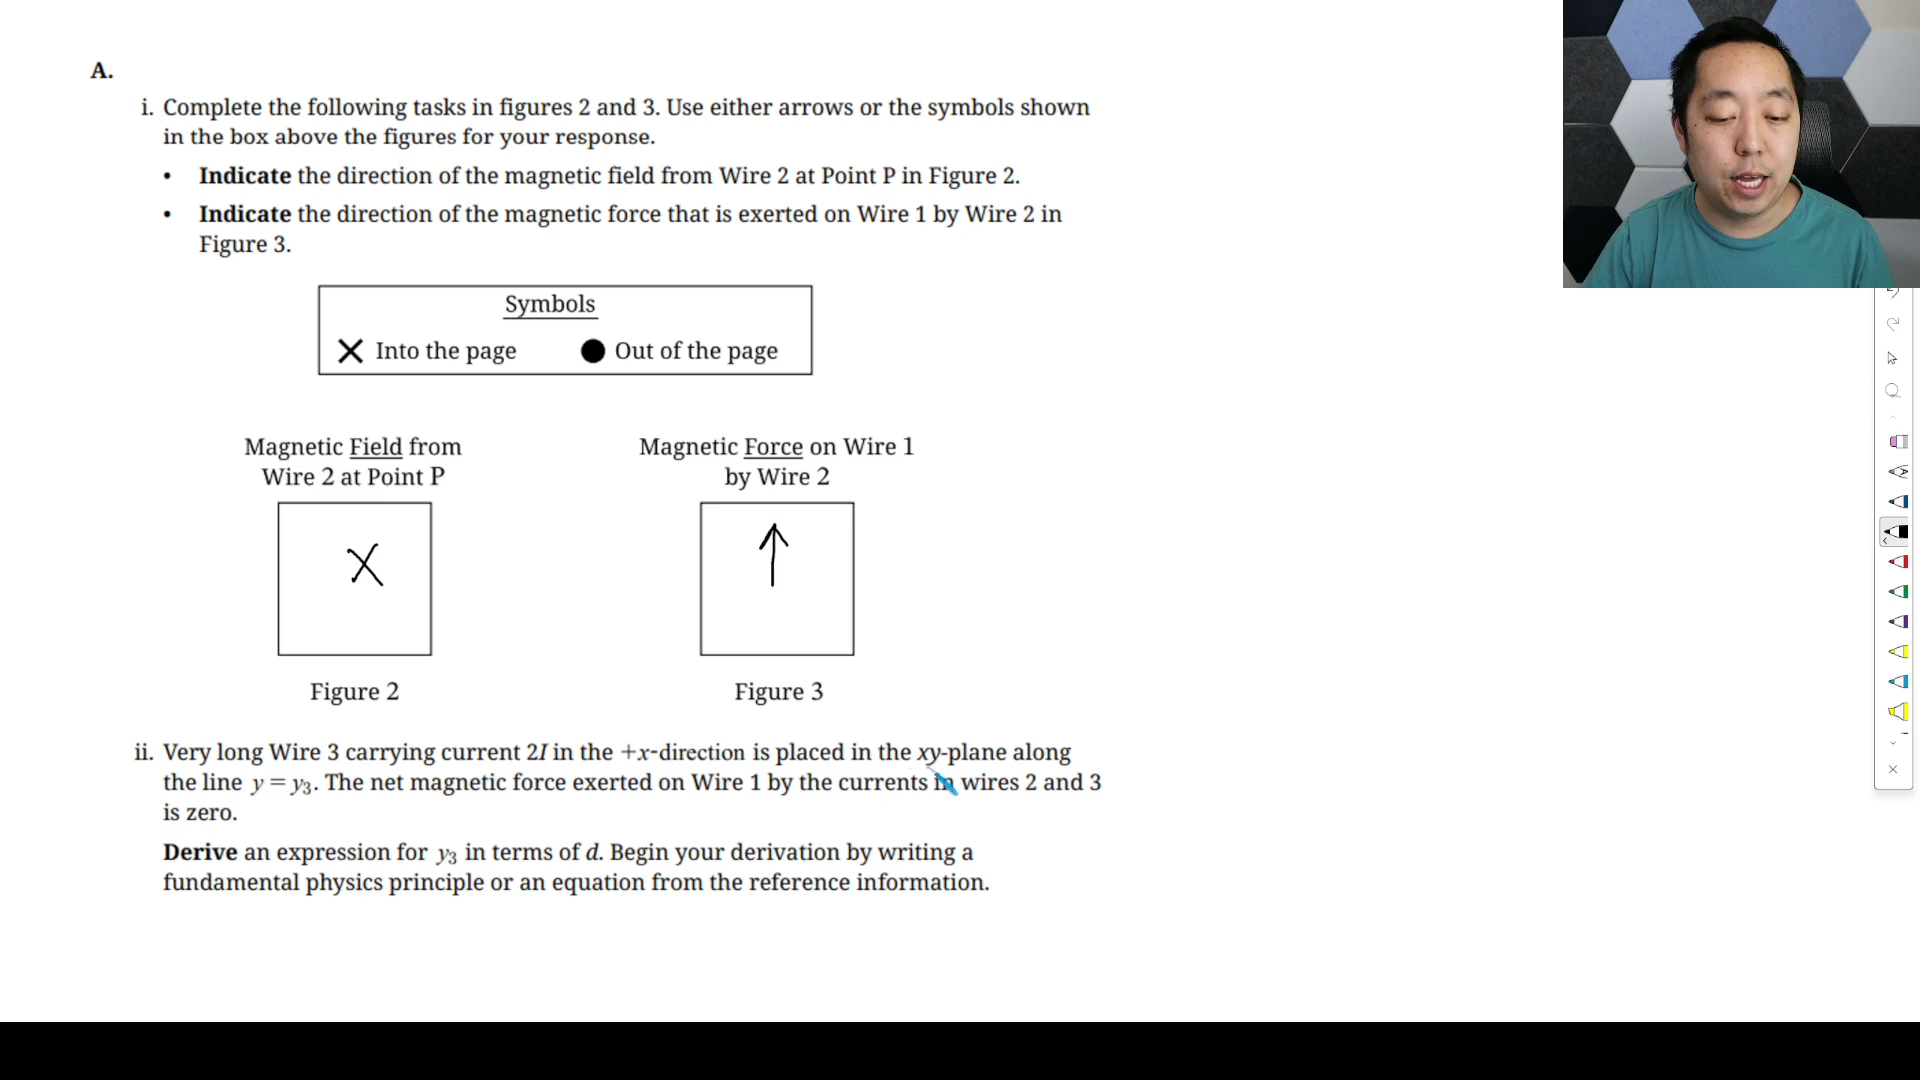 A.
i. Complete the following tasks in figures 2 and 3. Use either arrows or the symbols shown
in the box above the figures for your response.
• Indicate the direction of the magnetic field from Wire 2 at Point P in Figure 2.
• Indicate the direction of the magnetic force that is exerted on Wire 1 by Wire 2 in
Figure 3.
Symbols
✕ Into the page ● Out of the page
Magnetic Field from
Wire 2 at Point P
Magnetic Force on Wire 1
by Wire 2
X
↑
Figure 2
Figure 3
ii. Very long Wire 3 carrying current 2I in the +x-direction is placed in the xy-plane along
the line y = y₃. The net magnetic force exerted on Wire 1 by the currents in wires 2 and 3
is zero.
Derive an expression for y₃ in terms of d. Begin your derivation by writing a
fundamental physics principle or an equation from the reference information.